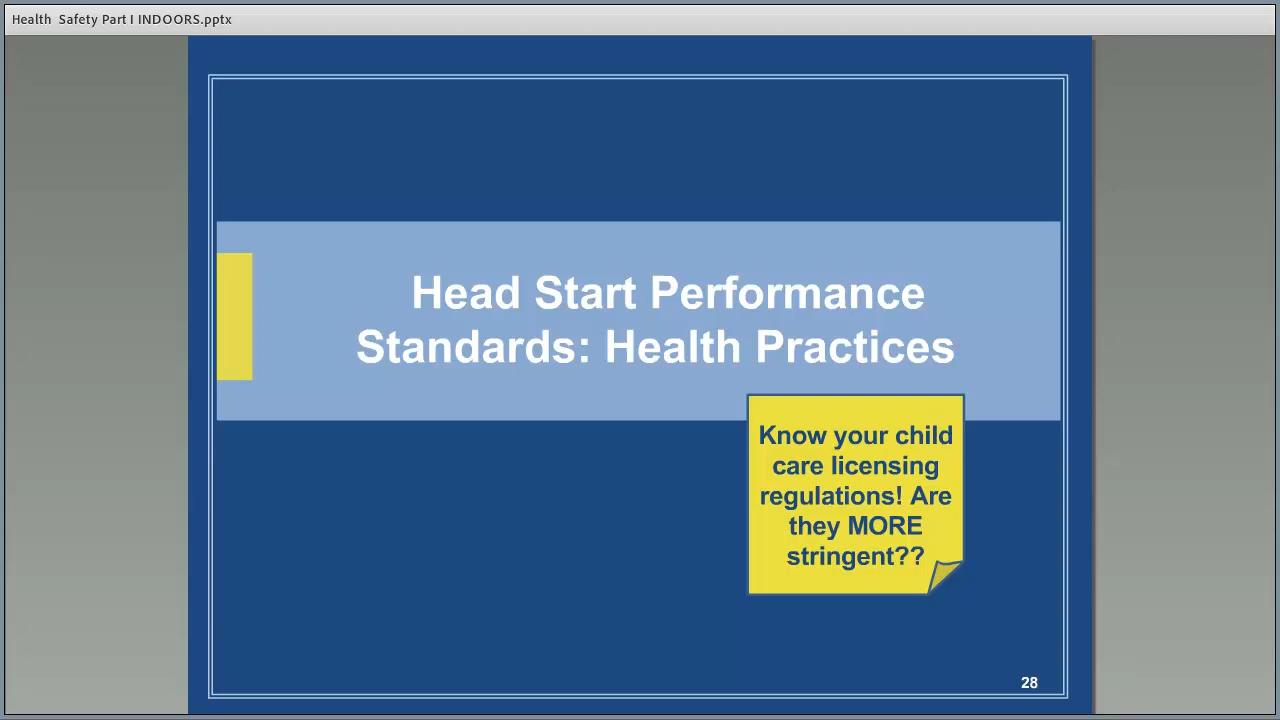 Health  Safety Part I INDOORS.pptx
Head Start Performance
Standards: Health Practices
Know your child
care licensing
regulations! Are
they MORE
stringent??
28